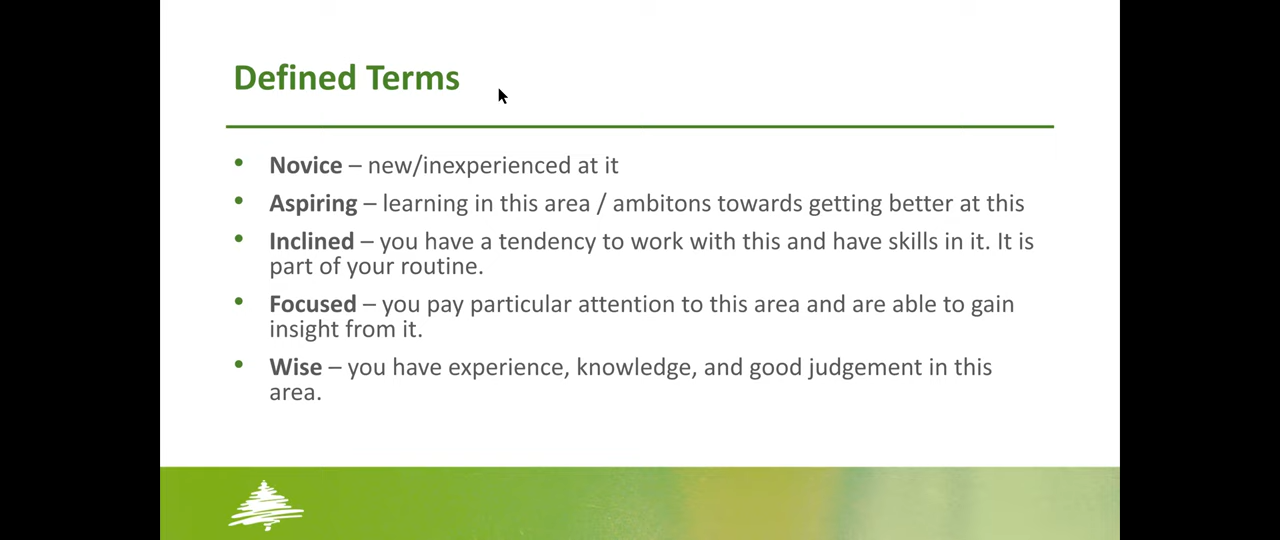 Defined Terms
• Novice – new/inexperienced at it
• Aspiring – learning in this area / ambitons towards getting better at this
• Inclined – you have a tendency to work with this and have skills in it. It is
part of your routine.
• Focused – you pay particular attention to this area and are able to gain
insight from it.
• Wise – you have experience, knowledge, and good judgement in this
area.